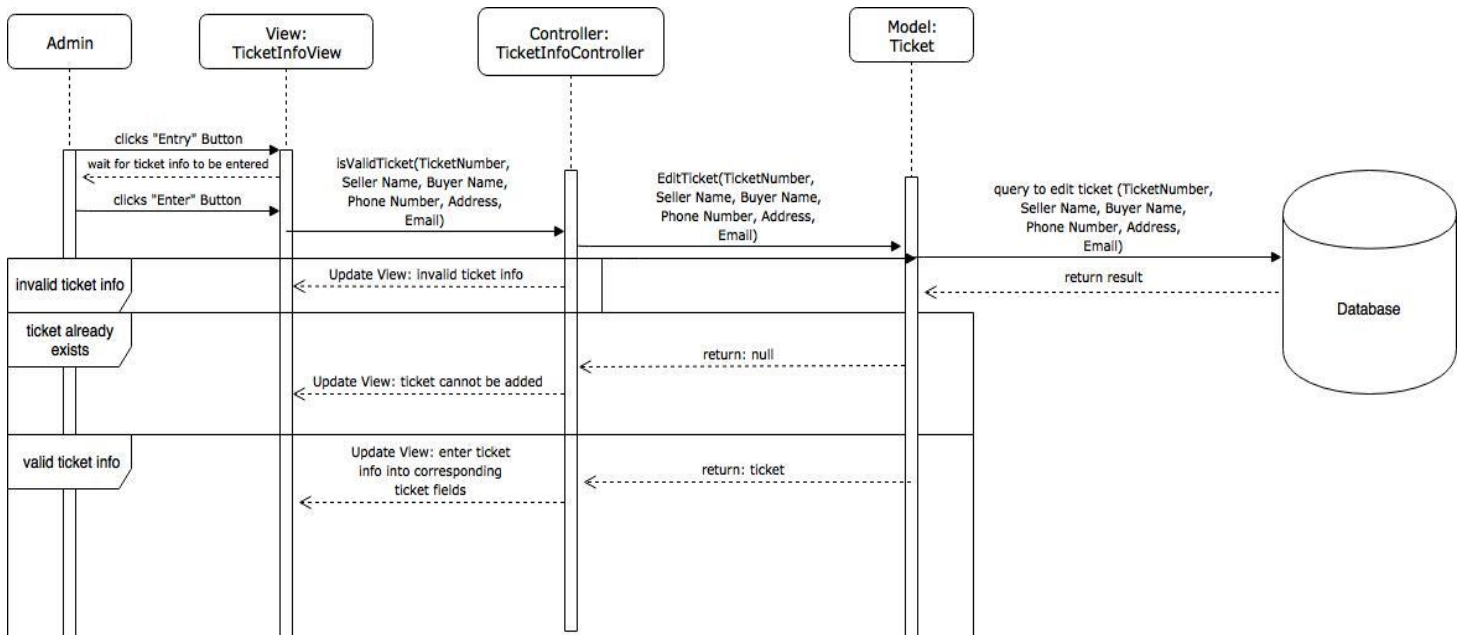 Admin
View:
TicketInfoView
Controller:
TicketInfoController
Model:
Ticket
clicks "Entry" Button
wait for ticket info to be entered
clicks "Enter" Button
isValidTicket(TicketNumber,
Seller Name, Buyer Name,
Phone Number, Address,
Email)
EditTicket(TicketNumber,
Seller Name, Buyer Name,
Phone Number, Address,
Email)
query to edit ticket (TicketNumber,
Seller Name, Buyer Name,
Phone Number, Address,
Email)
invalid ticket info
Update View: invalid ticket info
return result
Database
ticket already
exists
return: null
Update View: ticket cannot be added
valid ticket info
Update View: enter ticket
info into corresponding
ticket fields
return: ticket